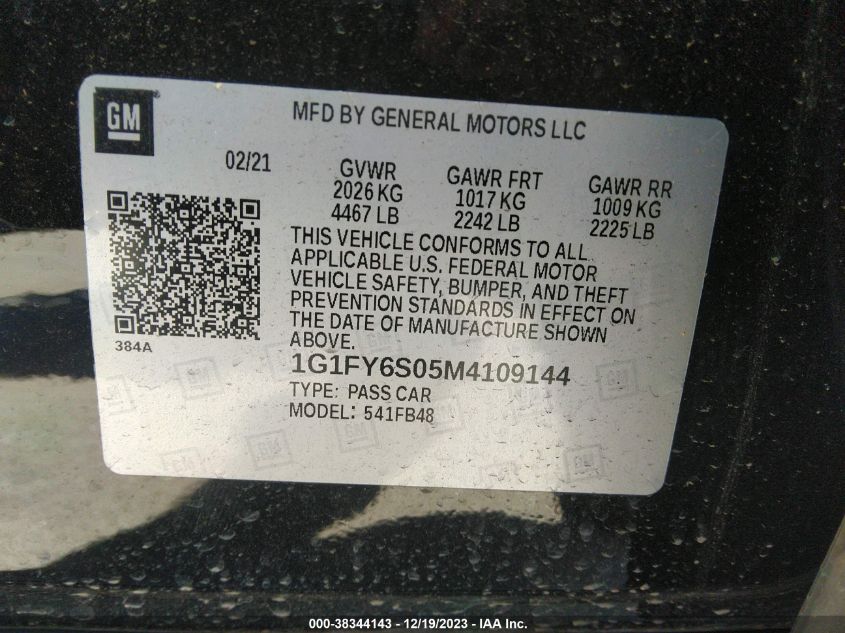 GM
MFD BY GENERAL MOTORS LLC
02/21
GVWR
2026 KG
4467 LB
GAWR FRT
1017 KG
2242 LB
GAWR RR
1009 KG
2225 LB
THIS VEHICLE CONFORMS TO ALL
APPLICABLE U.S. FEDERAL MOTOR
VEHICLE SAFETY, BUMPER, AND THEFT
PREVENTION STANDARDS IN EFFECT ON
THE DATE OF MANUFACTURE SHOWN
ABOVE.
384A
1G1FY6S05M4109144
TYPE: PASS CAR
MODEL: 541FB48
000-38344143 - 12/19/2023 - IAAI Inc.